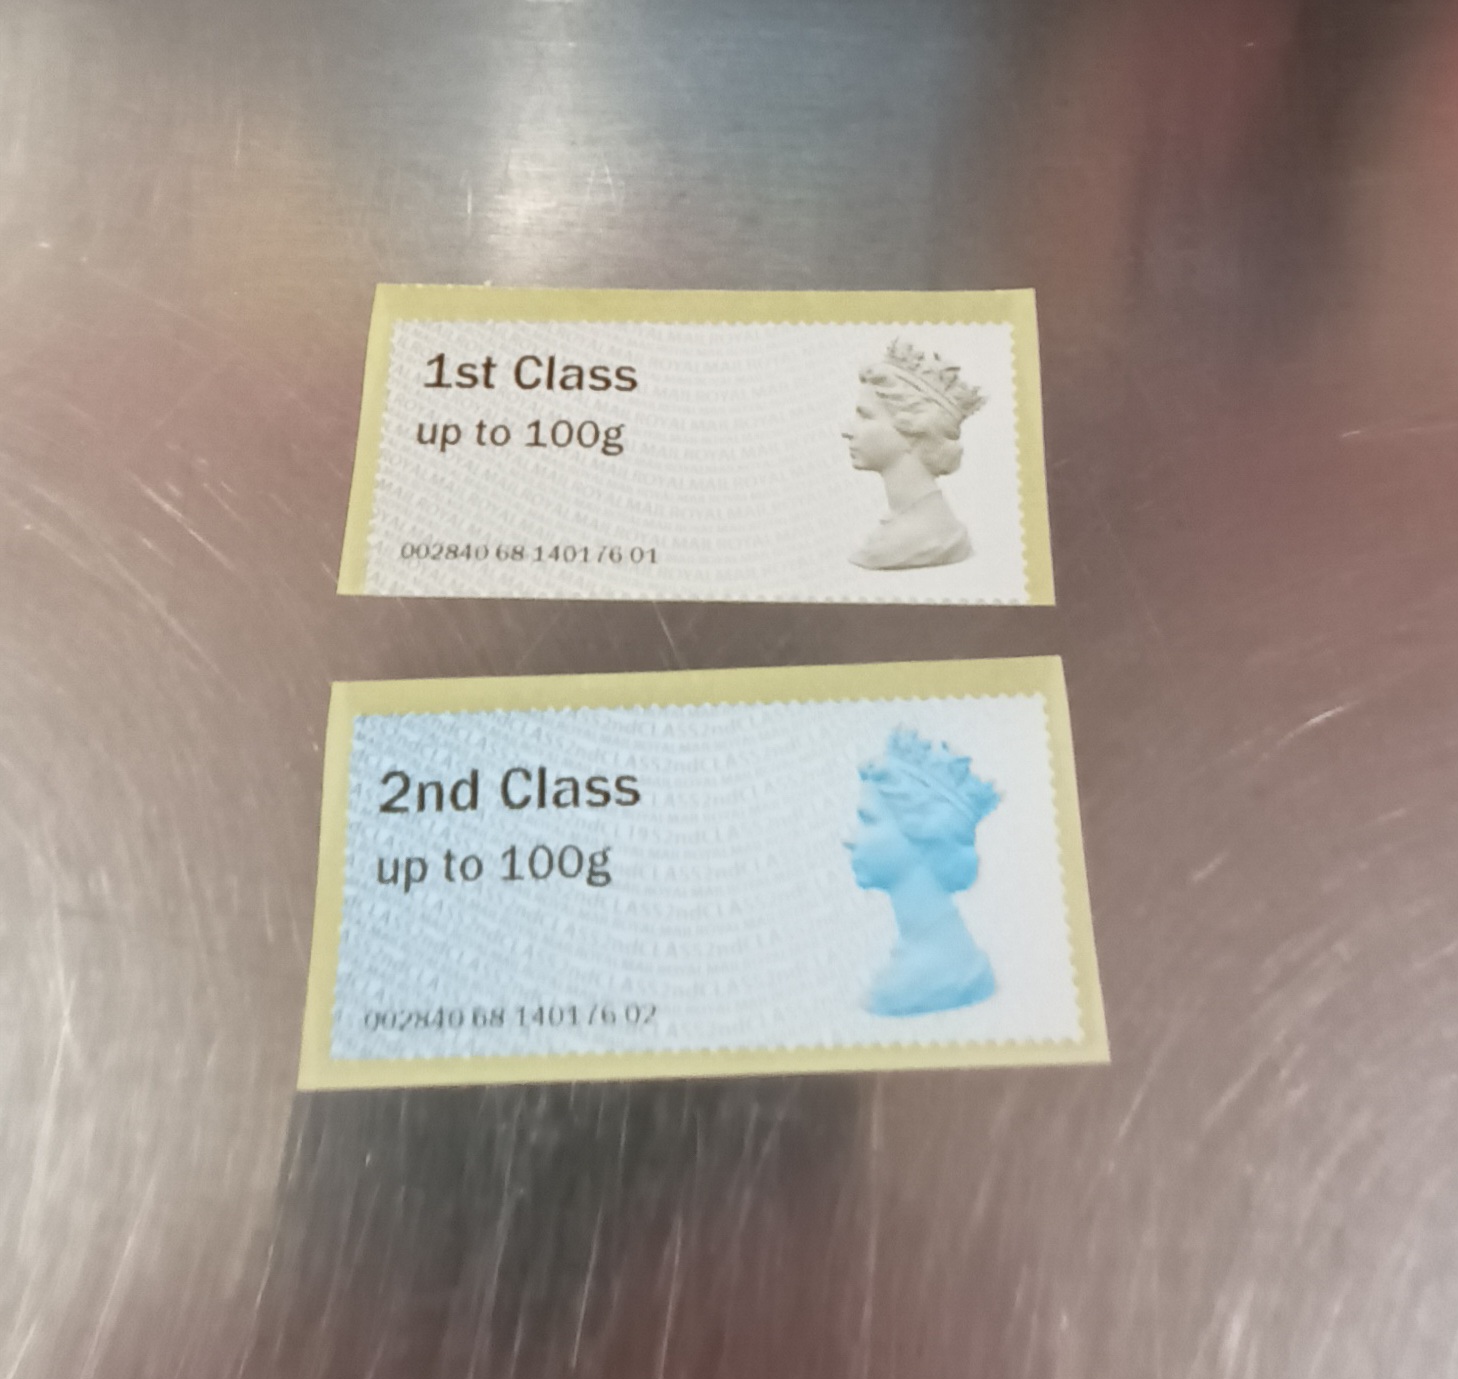 1st Class
up to 100g
002840 68 140176 01
2nd Class
up to 100g
002840 68 140176 02